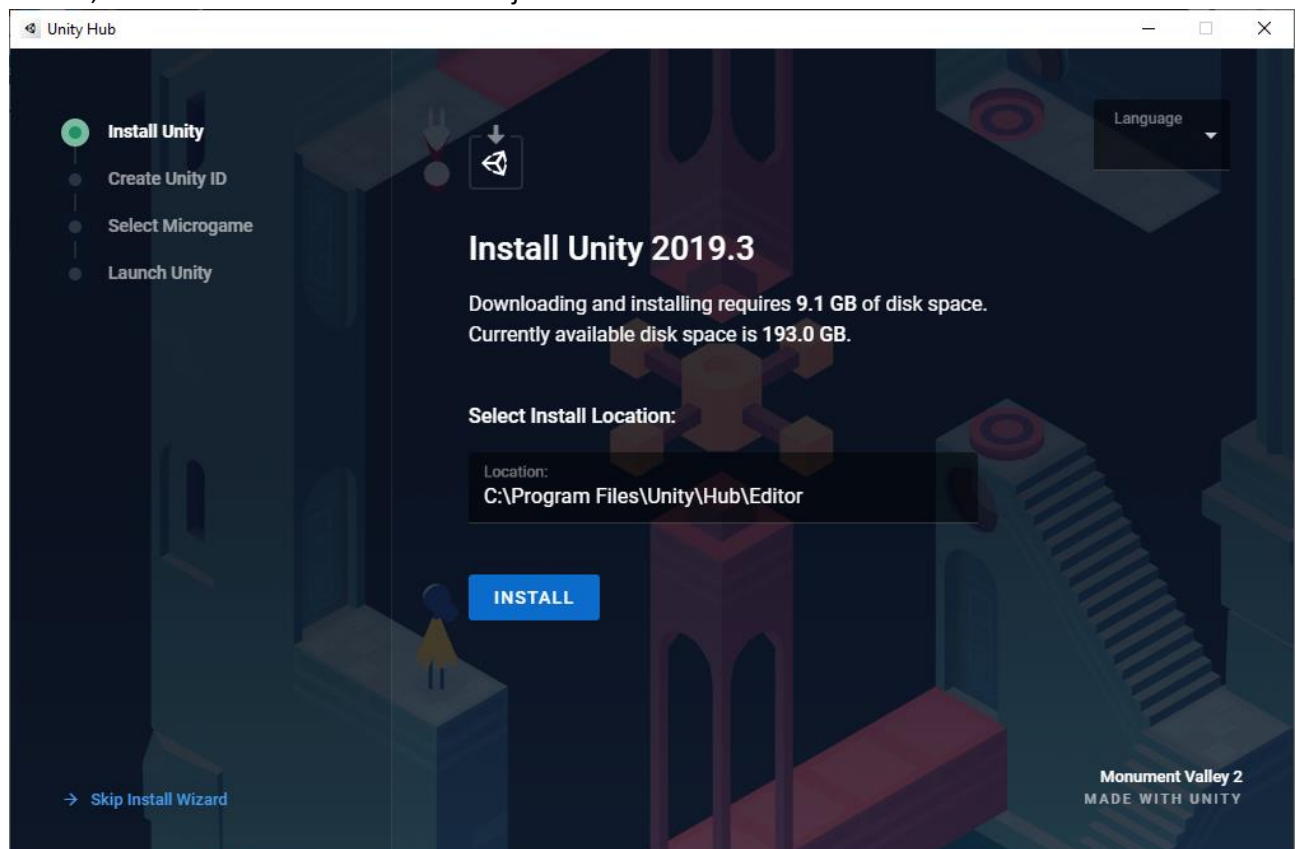 Unity Hub
Install Unity
Create Unity ID
Select Microgame
Launch Unity
Language
Install Unity 2019.3
Downloading and installing requires 9.1 GB of disk space.
Currently available disk space is 193.0 GB.
Select Install Location:
Location:
C:\Program Files\Unity\Hub\Editor
INSTALL
Skip Install Wizard
Monument Valley 2
MADE WITH UNITY